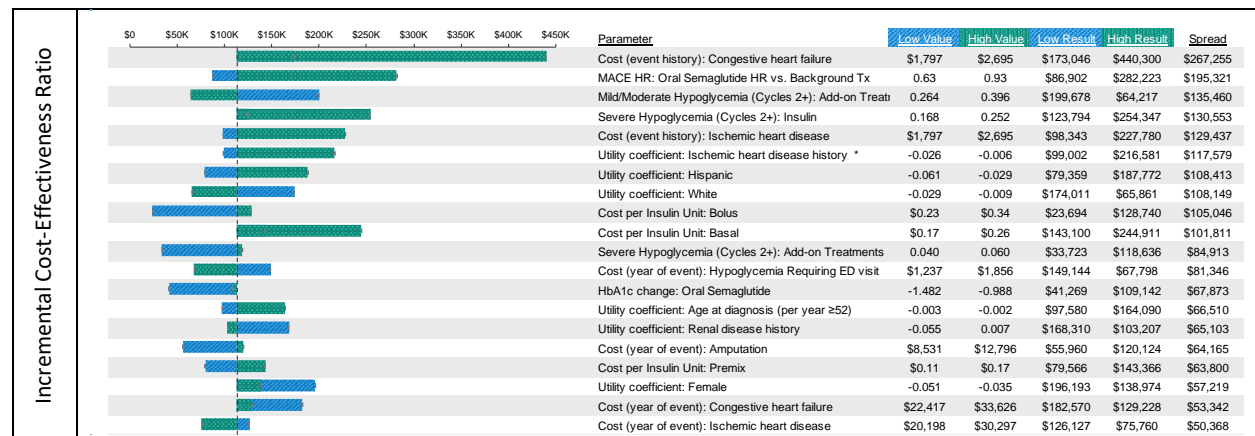 Incremental Cost-Effectiveness Ratio
$0 $50K $100K $150K $200K $250K $300K $350K $400K $450K
Parameter Low Value High Value Low Result High Result Spread
Cost (event history): Congestive heart failure $1,797 $2,695 $173,046 $440,300 $267,255
MACE HR: Oral Semaglutide HR vs. Background Tx 0.63 0.93 $86,902 $282,223 $195,321
Mild/Moderate Hypoglycemia (Cycles 2+): Add-on Treatr 0.264 0.396 $199,678 $64,217 $135,460
Severe Hypoglycemia (Cycles 2+): Insulin 0.168 0.252 $123,794 $254,347 $130,553
Cost (event history): Ischemic heart disease $1,797 $2,695 $98,343 $227,780 $129,437
Utility coefficient: Ischemic heart disease history * -0.026 -0.006 $99,002 $216,581 $117,579
Utility coefficient: Hispanic -0.061 -0.029 $79,359 $187,772 $108,413
Utility coefficient: White -0.029 -0.009 $174,011 $65,861 $108,149
Cost per Insulin Unit: Bolus $0.23 $0.34 $23,694 $128,740 $105,046
Cost per Insulin Unit: Basal $0.17 $0.26 $143,100 $244,911 $101,811
Severe Hypoglycemia (Cycles 2+): Add-on Treatments 0.040 0.060 $33,723 $118,636 $84,913
Cost (year of event): Hypoglycemia Requiring ED visit $1,237 $1,856 $149,144 $67,798 $81,346
HbA1c change: Oral Semaglutide -1.482 -0.988 $41,269 $109,142 $67,873
Utility coefficient: Age at diagnosis (per year ≥52) -0.003 -0.002 $97,580 $164,090 $66,510
Utility coefficient: Renal disease history -0.055 0.007 $168,310 $103,207 $65,103
Cost (year of event): Amputation $8,531 $12,796 $55,960 $120,124 $64,165
Cost per Insulin Unit: Premix $0.11 $0.17 $79,566 $143,366 $63,800
Utility coefficient: Female -0.051 -0.035 $196,193 $138,974 $57,219
Cost (year of event): Congestive heart failure $22,417 $33,626 $182,570 $129,228 $53,342
Cost (year of event): Ischemic heart disease $20,198 $30,297 $126,127 $75,760 $50,368